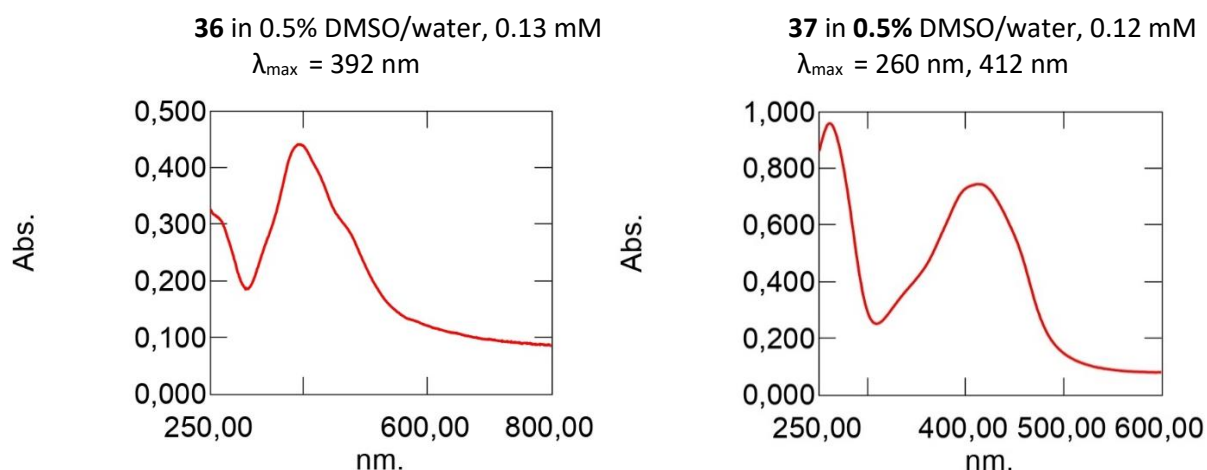 36 in 0.5% DMSO/water, 0.13 mM
λmax = 392 nm
0,500
0,400
0,300
0,200
0,100
0,000
Abs.
250,00 600,00 800,00
nm.
37 in 0.5% DMSO/water, 0.12 mM
λmax = 260 nm, 412 nm
1,000
0,800
0,600
0,400
0,200
0,000
Abs.
250,00 400,00 500,00 600,00
nm.